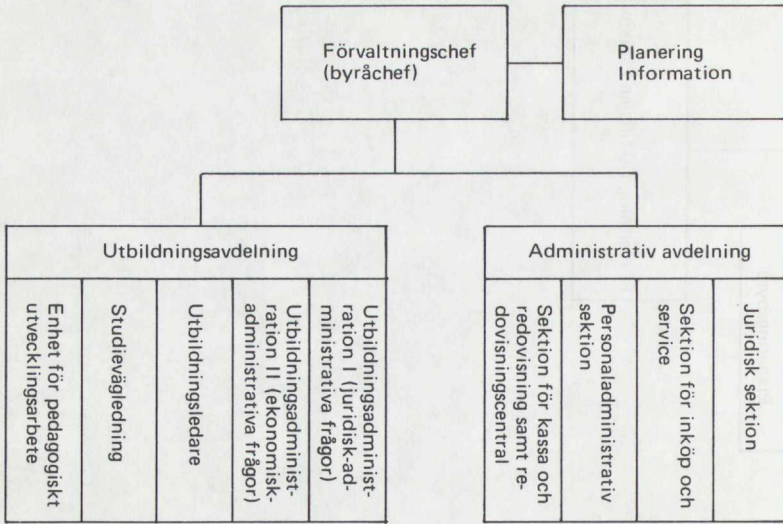 Förvaltningschef
(byråchef)
Planering
Information
Utbildningsavdelning
Enhet för pedagogiskt
utvecklingsarbete
Studievägledning
Utbildningsledare
Utbildningsadminist-
ration II (ekonomisk-
administrativa frågor)
Utbildningsadminist-
ration I (juridisk-ad-
ministrativa frågor)
Administrativ avdelning
Sektion för kassa och
redovisning samt re-
dovisningscentral
Personaladministrativ
sektion
Sektion för inköp och
service
Juridisk sektion